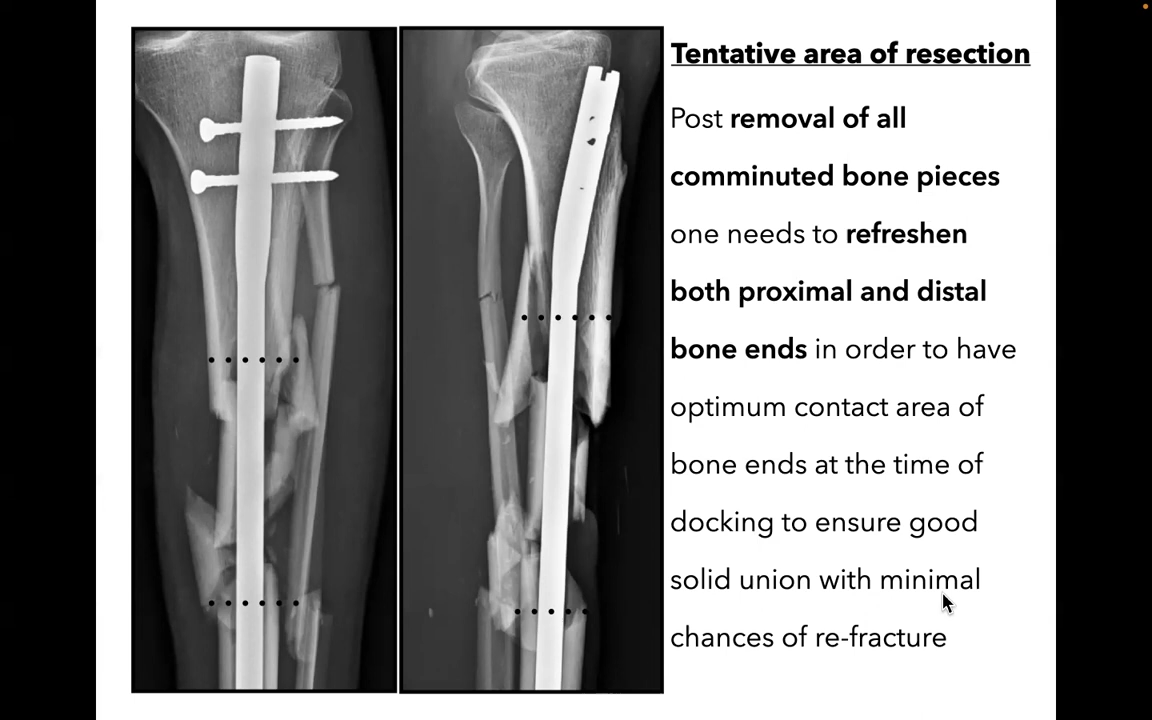 Tentative area of resection
Post removal of all
comminuted bone pieces
one needs to refreshen
both proximal and distal
bone ends in order to have
optimum contact area of
bone ends at the time of
docking to ensure good
solid union with minimal
chances of re-fracture